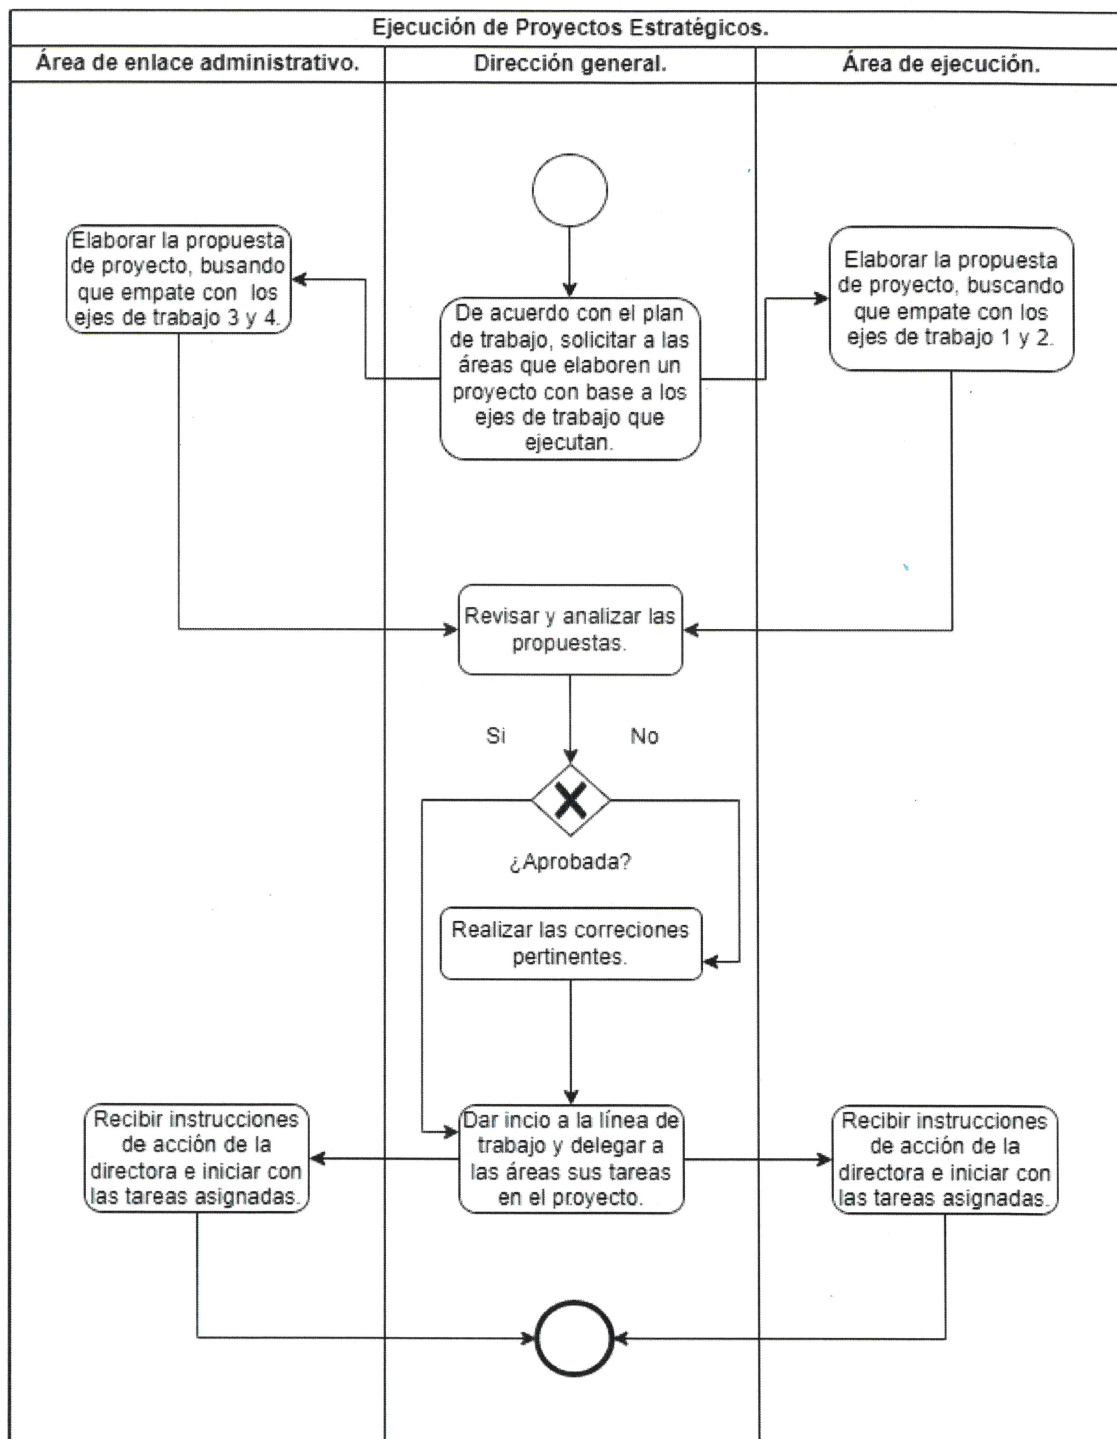 Ejecución de Proyectos Estratégicos.
Área de enlace administrativo.
Dirección general.
Área de ejecución.
Elaborar la propuesta
de proyecto, busando
que empate con los
ejes de trabajo 3 y 4.
De acuerdo con el plan
de trabajo, solicitar a las
áreas que elaboren un
proyecto con base a los
ejes de trabajo que
ejecutan.
Elaborar la propuesta
de proyecto, buscando
que empate con los
ejes de trabajo 1 y 2.
Revisar y analizar las
propuestas.
Si
No
¿Aprobada?
Realizar las correciones
pertinentes.
Recibir instrucciones
de acción de la
directora e iniciar con
las tareas asignadas.
Dar incio a la línea de
trabajo y delegar a
las áreas sus tareas
en el proyecto.
Recibir instrucciones
de acción de la
directora e iniciar con
las tareas asignadas.